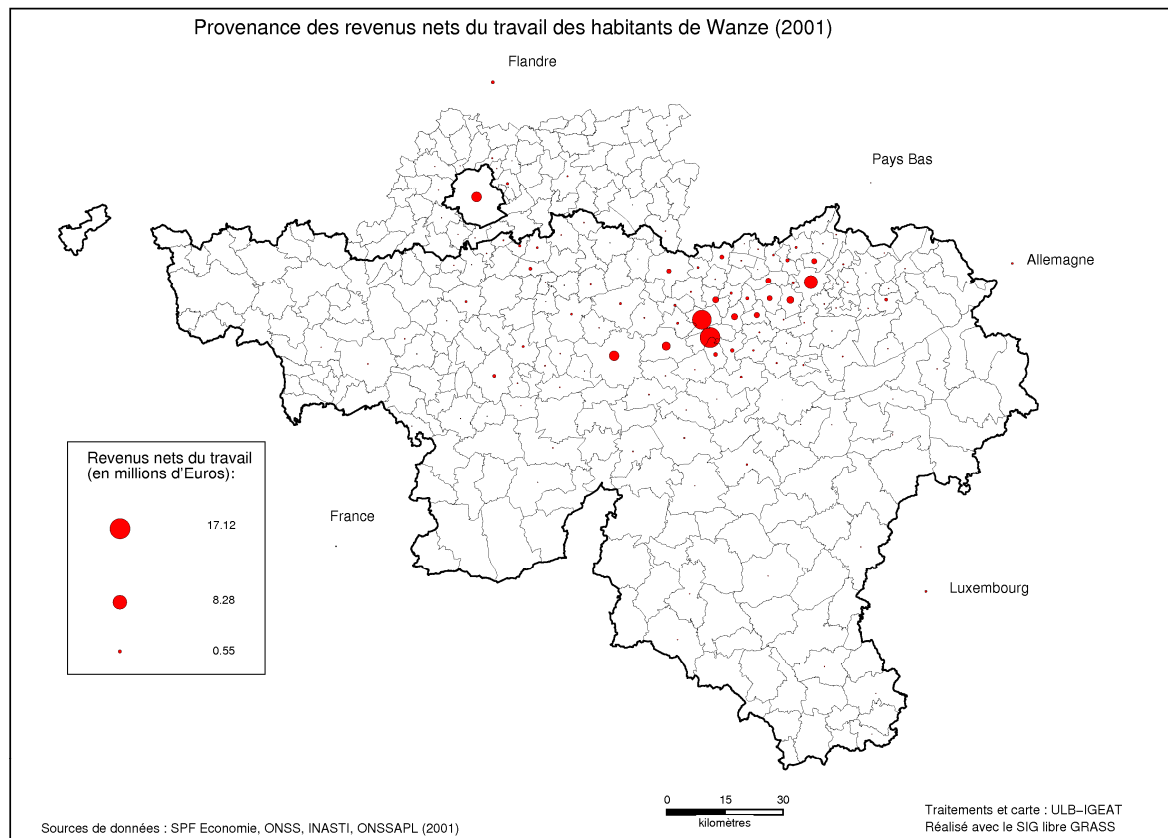 Provenance des revenus nets du travail des habitants de Wanze (2001)
Flandre
Pays Bas
Allemagne
Revenus nets du travail
(en millions d'Euros):
17.12
8.28
0.55
France
Luxembourg
0 15 30
kilomètres
Sources de données : SPF Economie, ONSS, INASTI, ONSSAPL (2001)
Traitements et carte : ULB−IGEAT
Réalisé avec le SIG libre GRASS